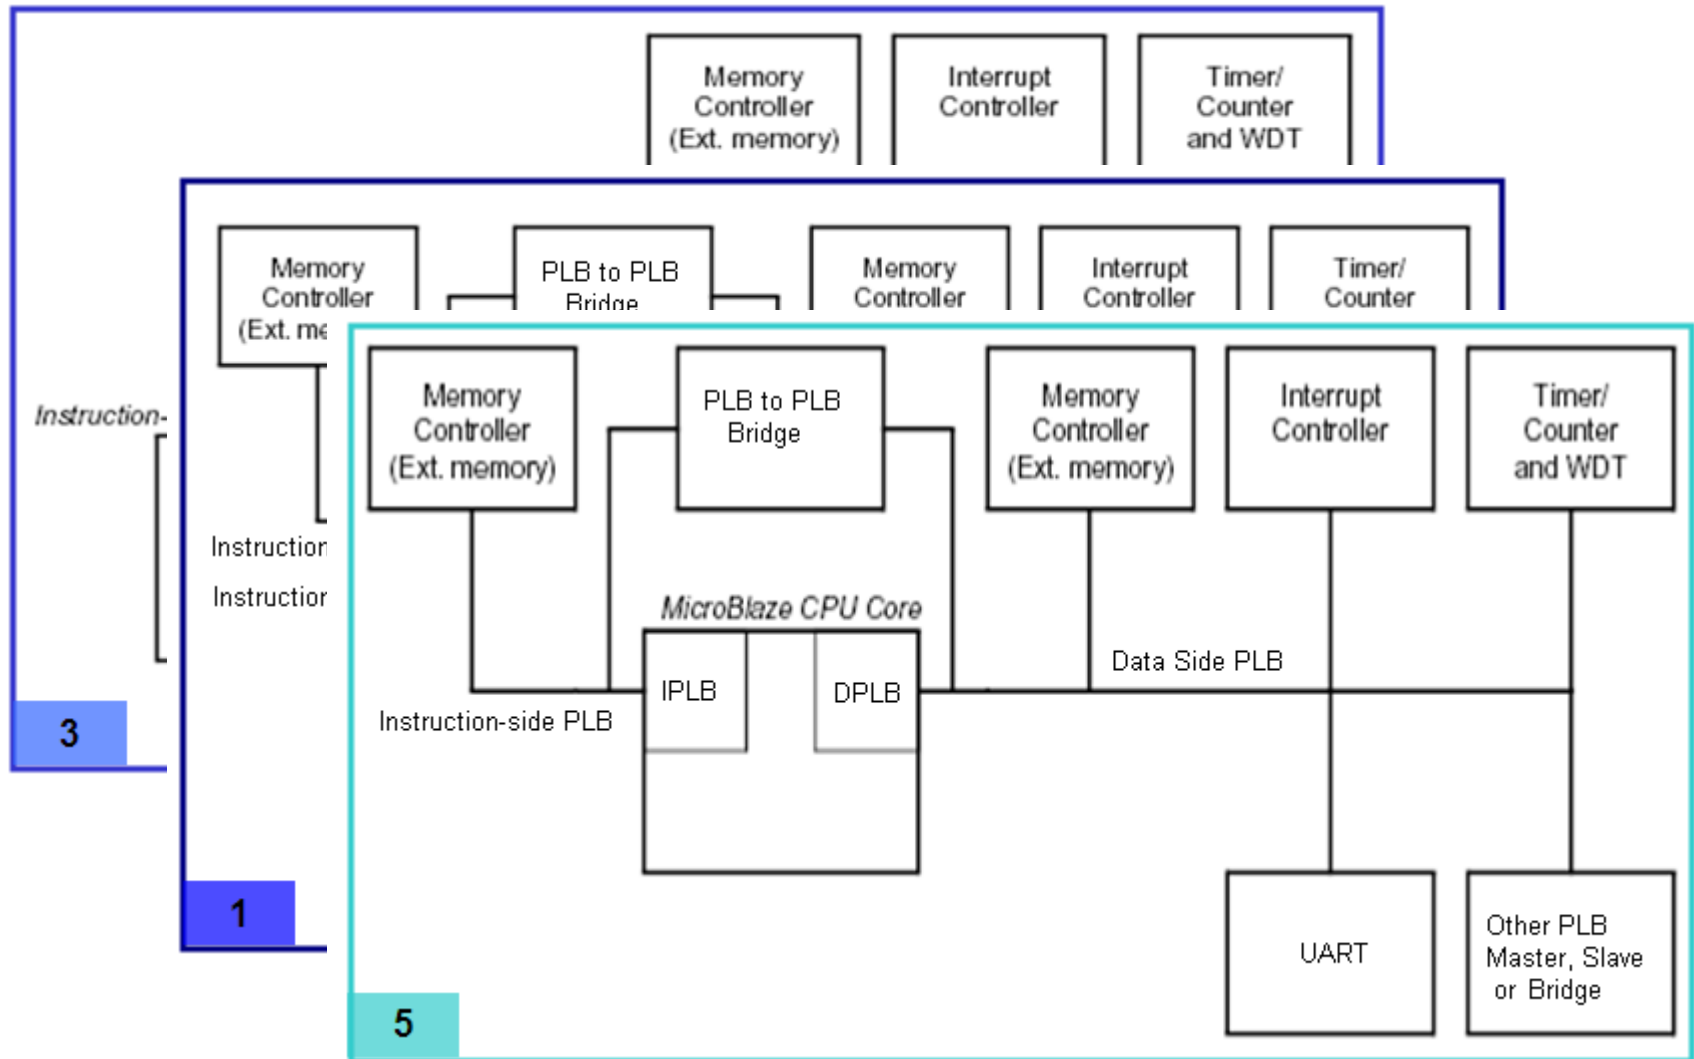 Memory
Controller
(Ext. memory)
Interrupt
Controller
Timer/
Counter
and WDT
Instruction-
3
Memory
Controller
(Ext. me
PLB to PLB
Bridge
Memory
Controller
Interrupt
Controller
Timer/
Counter
Instruction
Instruction
1
Memory
Controller
(Ext. memory)
PLB to PLB
Bridge
Memory
Controller
(Ext. memory)
Interrupt
Controller
Timer/
Counter
and WDT
MicroBlaze CPU Core
IPLB
DPLB
Data Side PLB
Instruction-side PLB
UART
Other PLB
Master, Slave
or Bridge
5